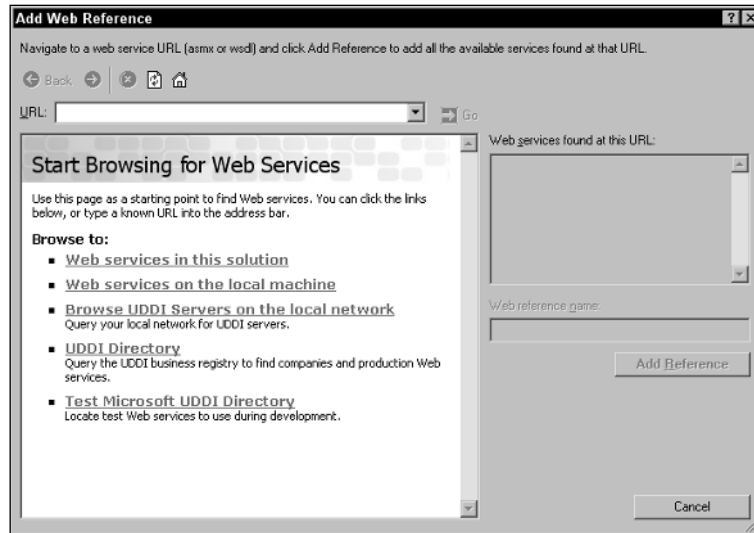 Add Web Reference
Navigate to a web service URL (asmx or wsdl) and click Add Reference to add all the available services found at that URL.
Back
URL:
Go
Start Browsing for Web Services
Use this page as a starting point to find Web services. You can click the links
below, or type a known URL into the address bar.
Browse to:
Web services in this solution
Web services on the local machine
Browse UDDI Servers on the local network
Query your local network for UDDI servers.
UDDI Directory
Query the UDDI business registry to find companies and production Web
services.
Test Microsoft UDDI Directory
Locate test Web services to use during development.
Web services found at this URL:
Web reference name:
Add Reference
Cancel